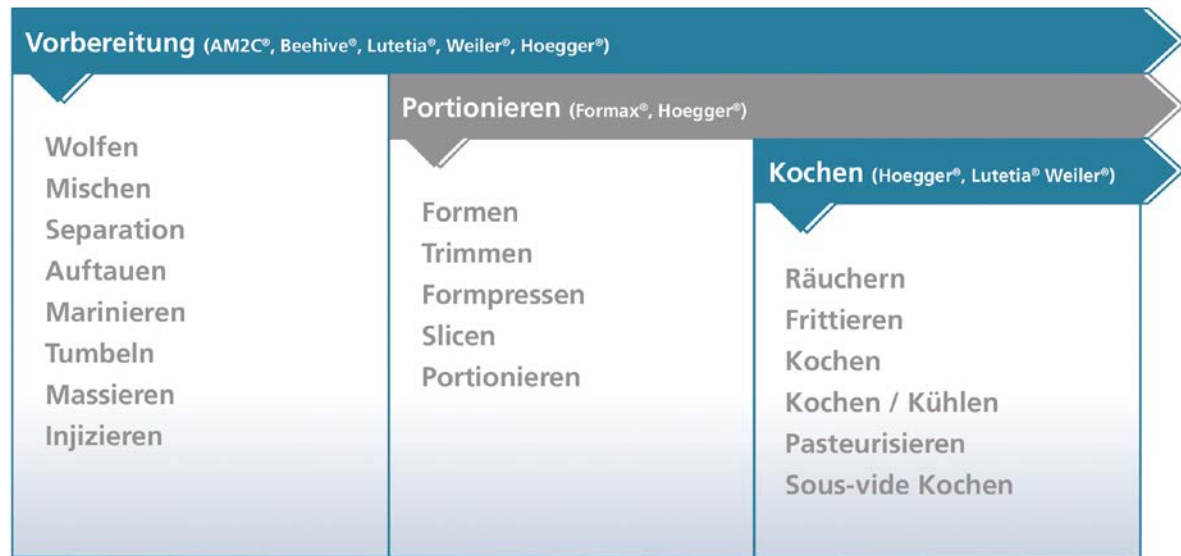 Vorbereitung (AM2C®, Beehive®, Lutetia®, Weiler®, Hoegger®)
Wolfen
Mischen
Separation
Auftauen
Marinieren
Tumbeln
Massieren
Injizieren
Portionieren (Formax®, Hoegger®)
Formen
Trimmen
Formpressen
Slicen
Portionieren
Kochen (Hoegger®, Lutetia® Weiler®)
Räuchern
Frittieren
Kochen
Kochen / Kühlen
Pasteurisieren
Sous-vide Kochen